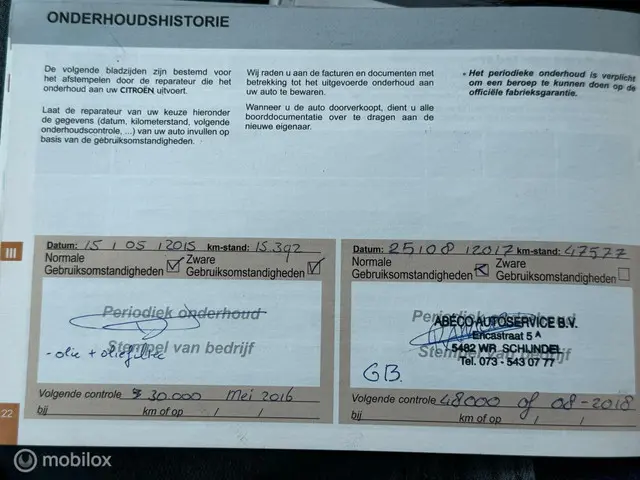 ONDERHOUDSHISTORIE
De volgende bladzijden zijn bestemd voor
het afstempelen door de reparateur die het
onderhoud aan uw CITROËN uitvoert.
Laat de reparateur van uw keuze hieronder
de gegevens (datum, kilometerstand, volgende
onderhoudscontrole, ...) van uw auto invullen op
basis van de gebruiksomstandigheden.
Wij raden u aan de facturen en documenten met
betrekking tot het uitgevoerde onderhoud aan
uw auto te bewaren.
Wanneer u de auto doorverkoopt, dient u alle
boorddocumentatie over te dragen aan de
nieuwe eigenaar.
* Het periodieke onderhoud is verplicht
om een beroep te kunnen doen op de
officiële fabrieksgarantie.
III
Datum: 15 / 05 / 2015 km-stand: 15.392
Normale Gebruiksomstandigheden
Zware Gebruiksomstandigheden
Periodiek onderhoud
Stempel van bedrijf
-olie + oliefilter
Volgende controle 30.000 Mei 2016
bij km of op / /
Datum: 25 / 08 / 2017 km-stand: 47577
Normale Gebruiksomstandigheden
Zware Gebruiksomstandigheden
Periodiek
ABECO AUTOSERVICE B.V.
Ericastraat 5 A
5482 WR SCHIJNDEL
Stempel van bedrijf
Tel. 073 - 543 07 77
GB.
Volgende controle 48000 of 08-2018
bij km of op / /
22
mobilox